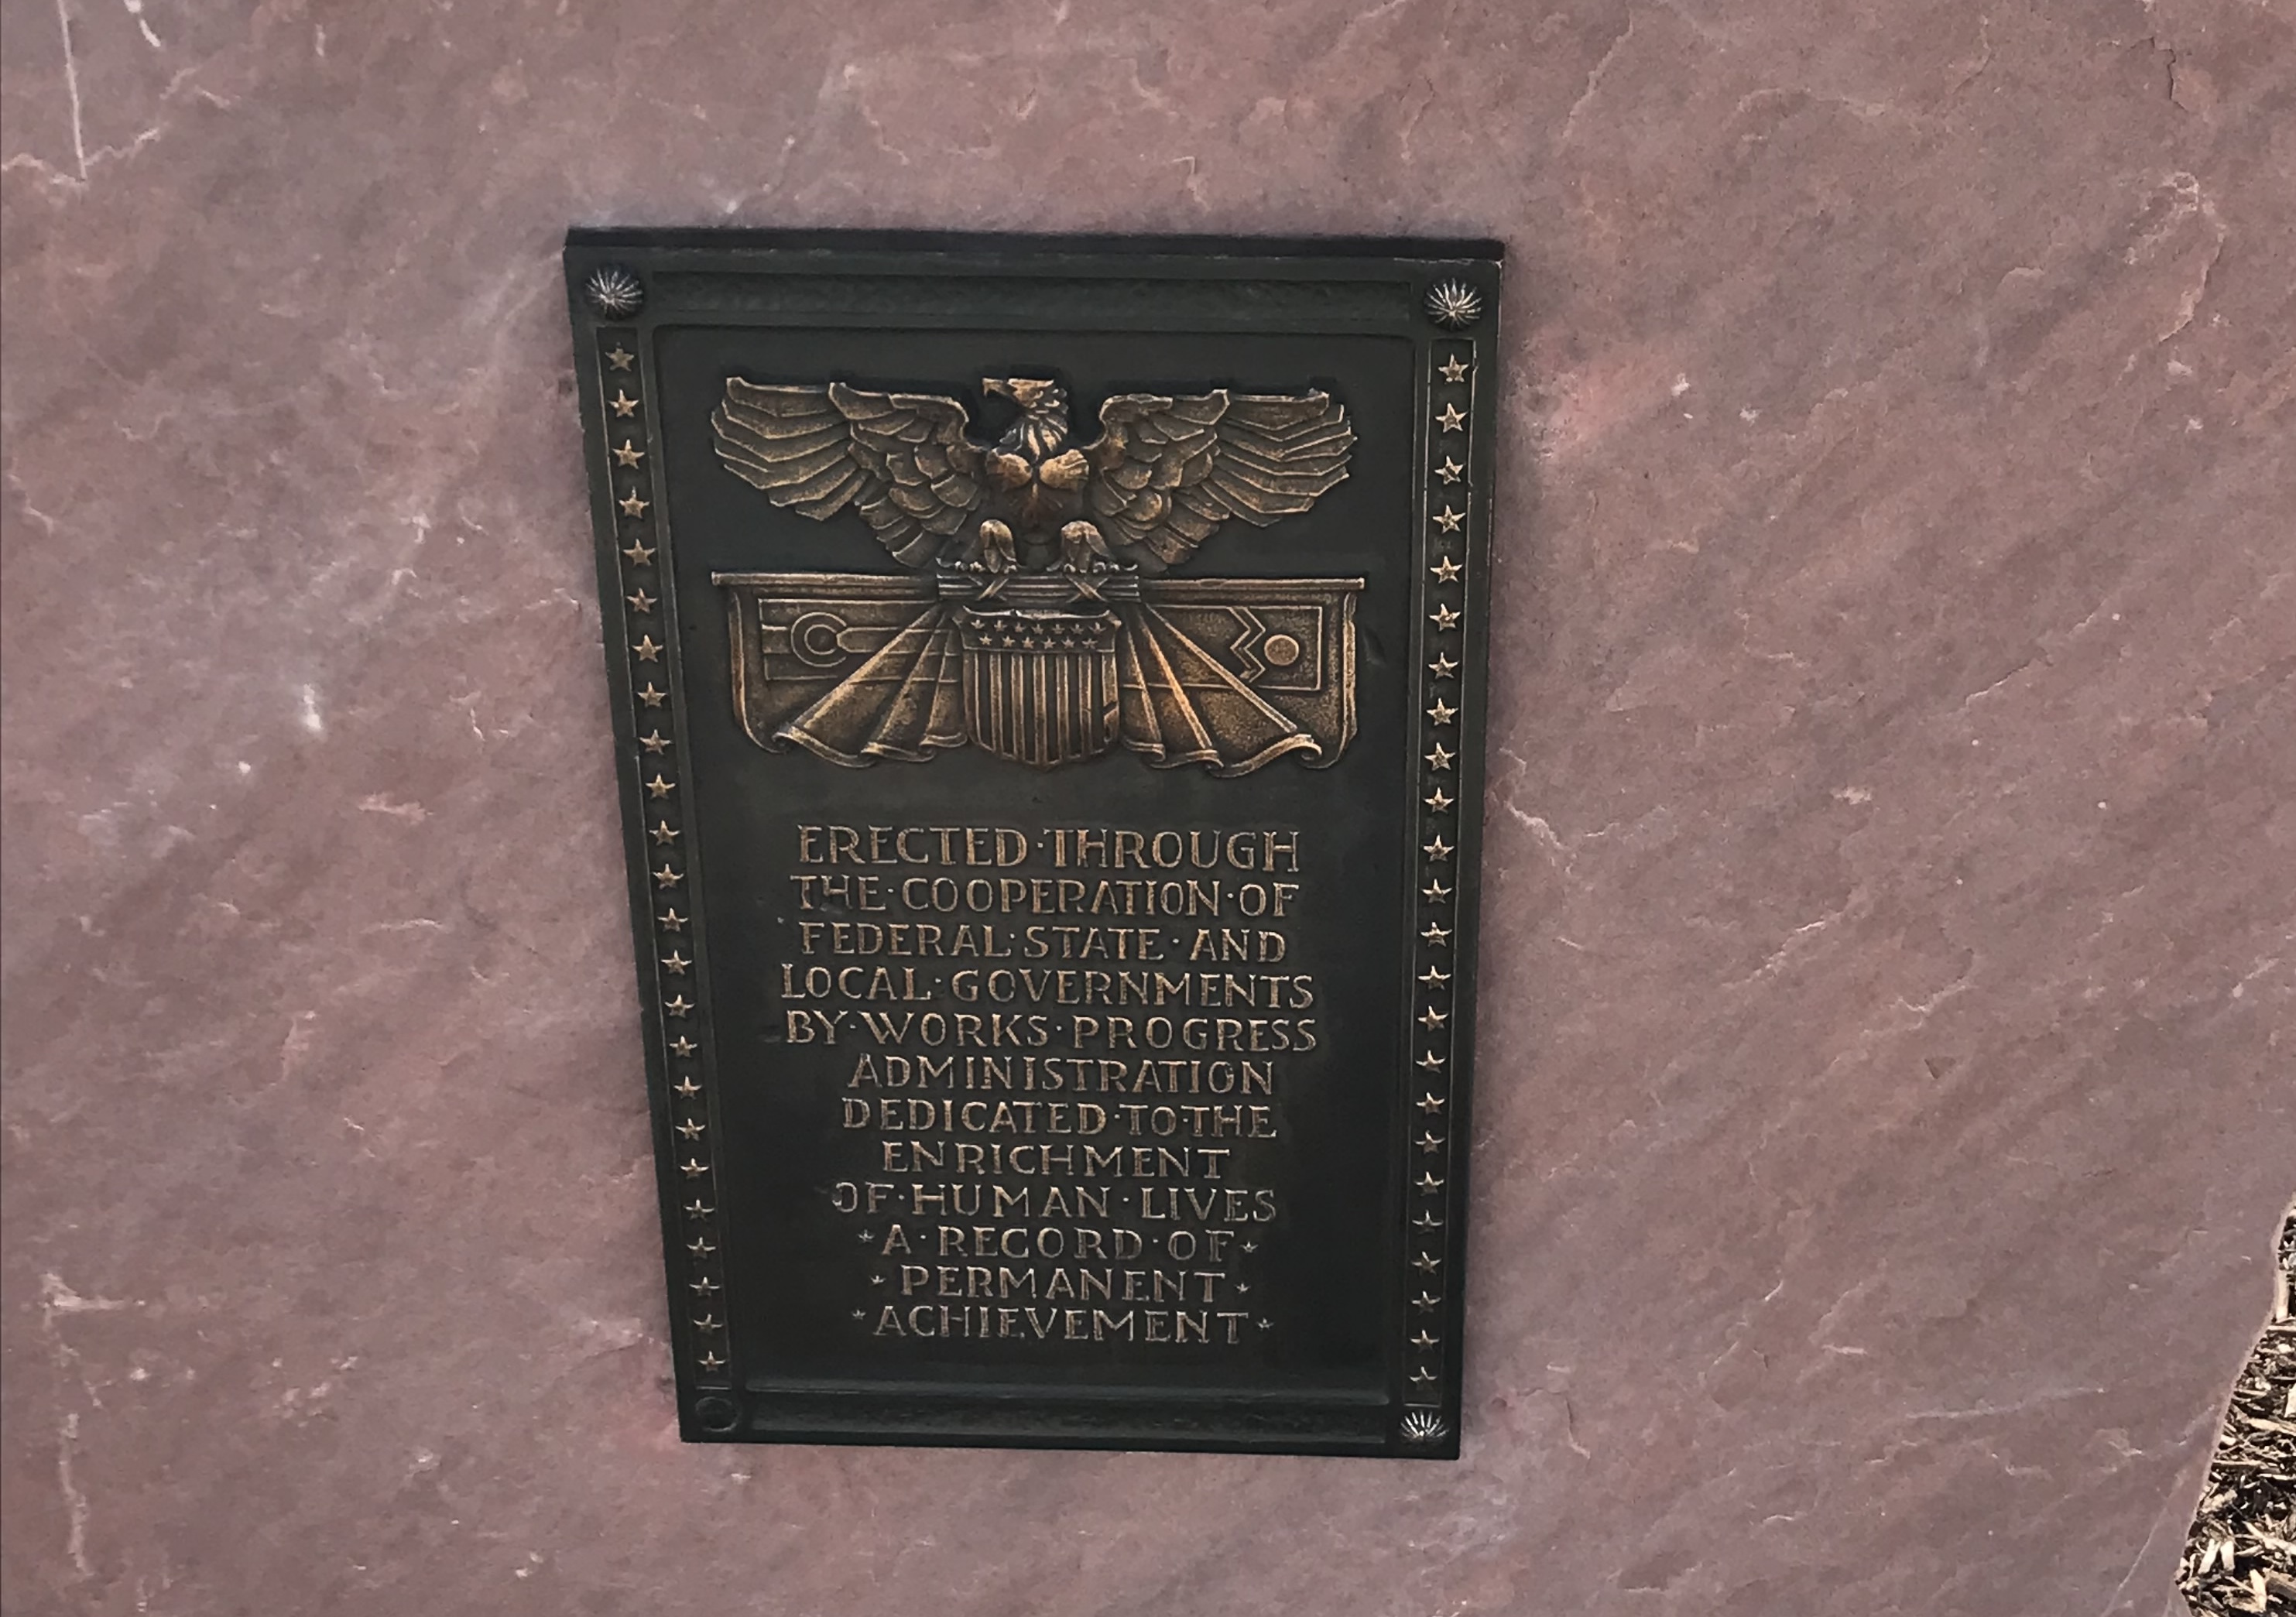 ERECTED·THROUGH
THE·COOPERATION·OF
FEDERAL·STATE·AND
LOCAL·GOVERNMENTS
BY·WORKS·PROGRESS
ADMINISTRATION
DEDICATED·TO·THE
ENRICHMENT
OF·HUMAN·LIVES
★A·RECORD·OF★
★PERMANENT★
★ACHIEVEMENT★